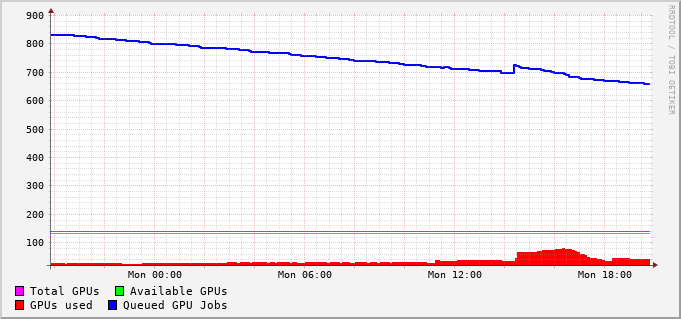 900
800
700
600
500
400
300
200
100
Mon 00:00 Mon 06:00 Mon 12:00 Mon 18:00
Total GPUs Available GPUs
GPUs used Queued GPU Jobs
RRDTOOL / TOBI OETIKER